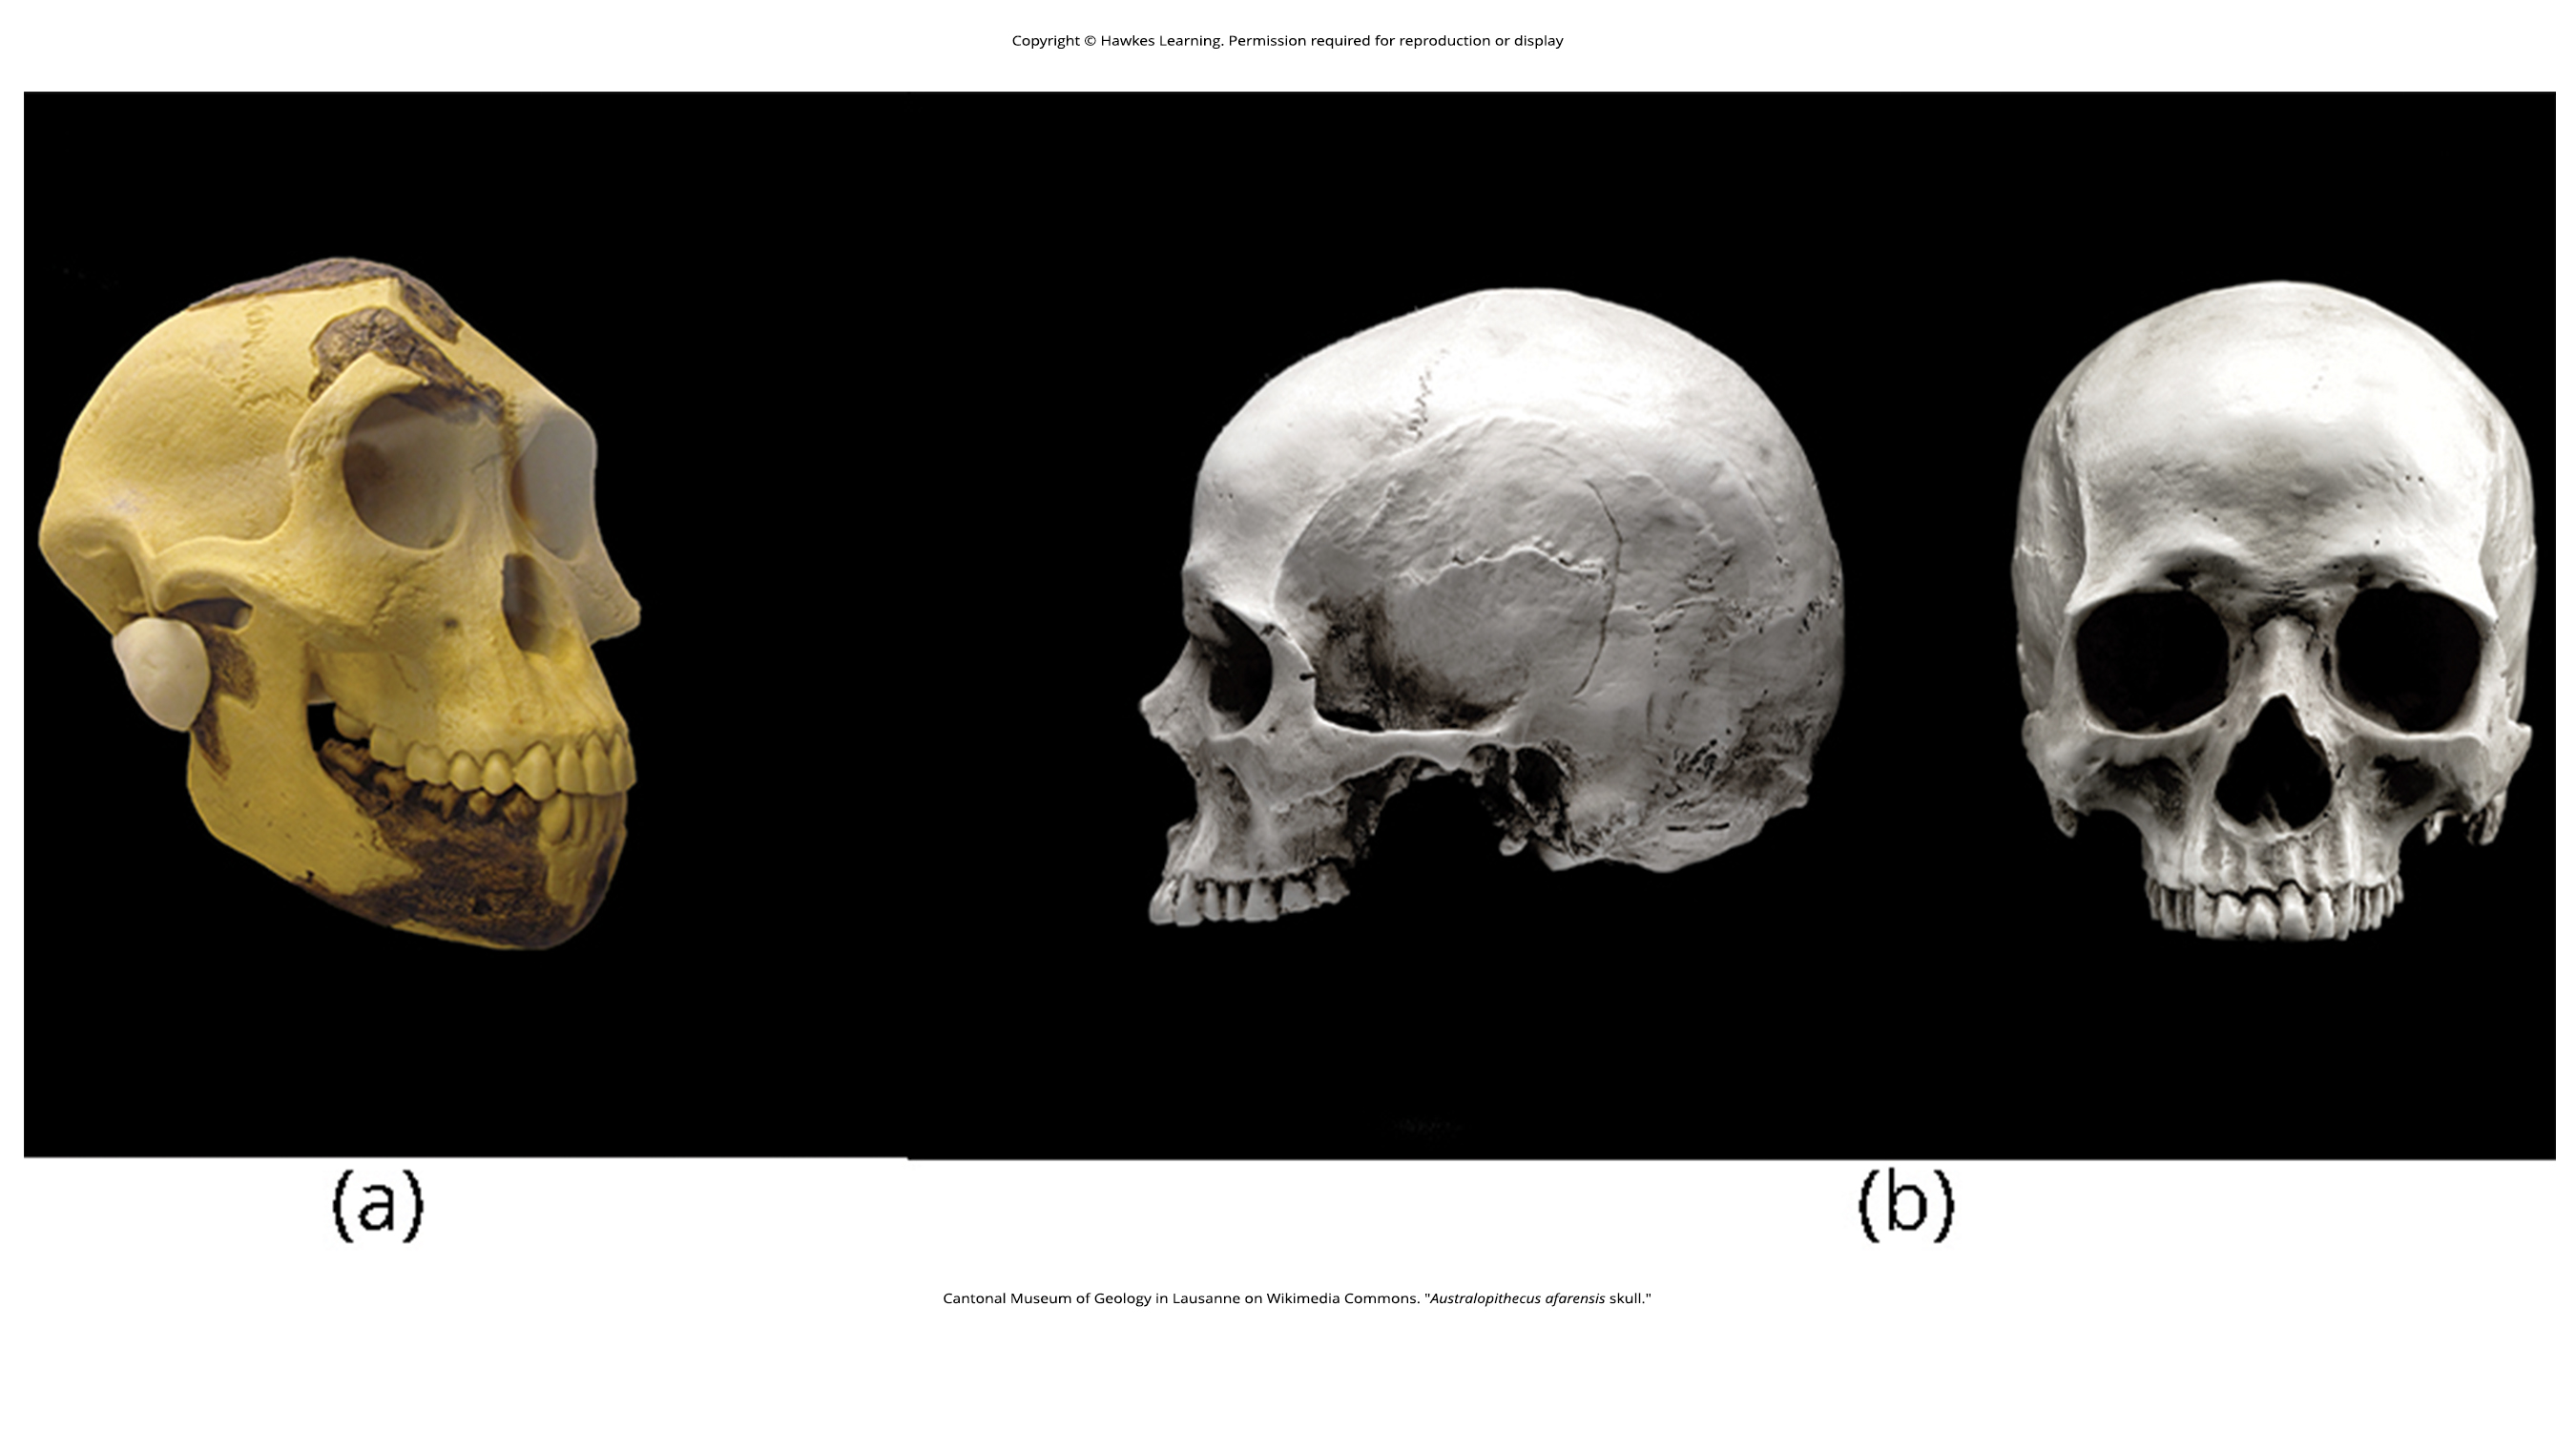 Copyright © Hawkes Learning. Permission required for reproduction or display
(a)
(b)
Cantonal Museum of Geology in Lausanne on Wikimedia Commons. "Australopithecus afarensis skull."